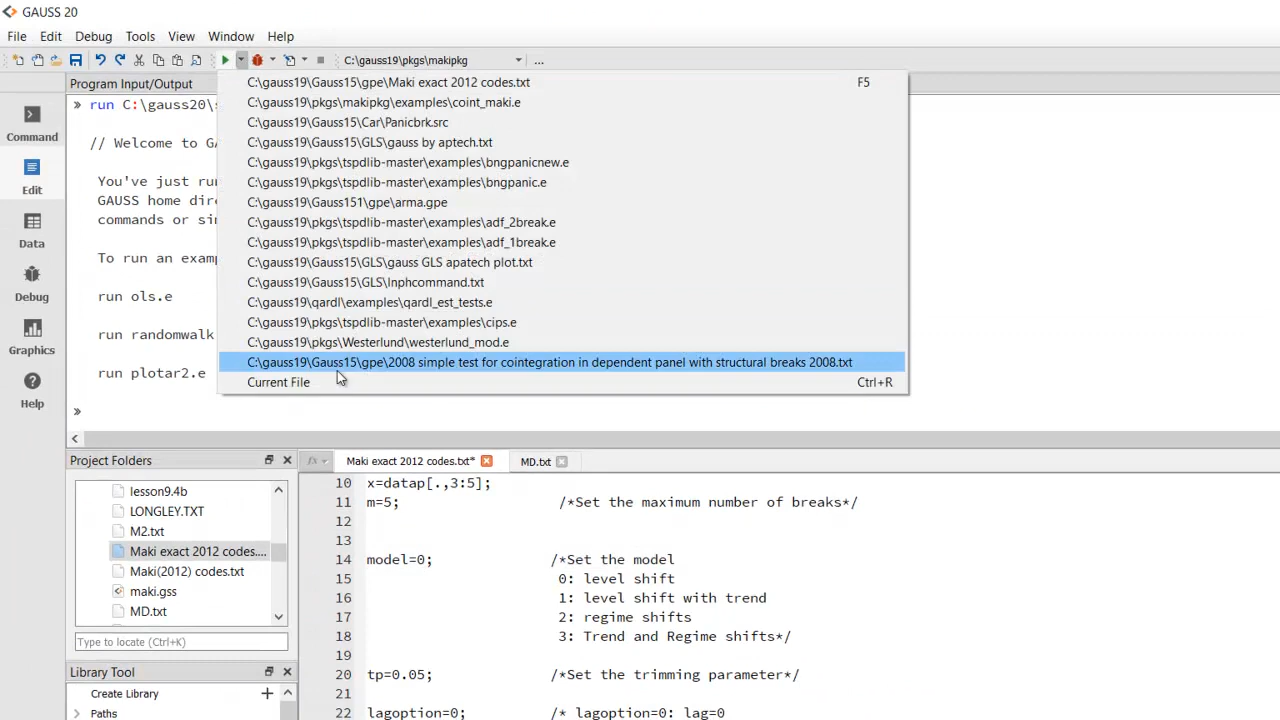 GAUSS 20
File Edit Debug Tools View Window Help
C:\gauss19\pkgs\makipkg ...
Program Input/Output
C:\gauss19\Gauss15\gpe\Maki exact 2012 codes.txt F5
» run C:\gauss20\
C:\gauss19\pkgs\makipkg\examples\coint_maki.e
C:\gauss19\Gauss15\Car\Panicbrk.src
Command
// Welcome to
C:\gauss19\Gauss15\GLS\gauss by aptech.txt
C:\gauss19\pkgs\tspdlib-master\examples\bngpanicnew.e
You've just
C:\gauss19\pkgs\tspdlib-master\examples\bngpanic.e
Edit
GAUSS home
C:\gauss19\Gauss151\gpe\arma.gpe
commands or
C:\gauss19\pkgs\tspdlib-master\examples\adf_2break.e
Data
C:\gauss19\pkgs\tspdlib-master\examples\adf_1break.e
To run an
C:\gauss19\Gauss15\GLS\gauss GLS apatech plot.txt
C:\gauss19\Gauss15\GLS\lnphcommand.txt
Debug
run ols.e
C:\gauss19\qardl\examples\qardl_est_tests.e
C:\gauss19\pkgs\tspdlib-master\examples\cips.e
run randomwalk
C:\gauss19\pkgs\Westerlund\westerlund_mod.e
Graphics
C:\gauss19\Gauss15\gpe\2008 simple test for cointegration in dependent panel with structural breaks 2008.txt
run plotar2.e
Current File Ctrl+R
Help
»
Project Folders
Maki exact 2012 codes.txt* MD.txt
lesson9.4b
LONGLEY.TXT
M2.txt
Maki exact 2012 codes....
Maki(2012) codes.txt
maki.gss
MD.txt
Type to locate (Ctrl+K)
Library Tool
Create Library +
Paths
10 x=datap[.,3:5];
11 m=5; /*Set the maximum number of breaks*/
12
13
14 model=0; /*Set the model
15 0: level shift
16 1: level shift with trend
17 2: regime shifts
18 3: Trend and Regime shifts*/
19
20 tp=0.05; /*Set the trimming parameter*/
21
22 lagoption=0; /* lagoption=0: lag=0